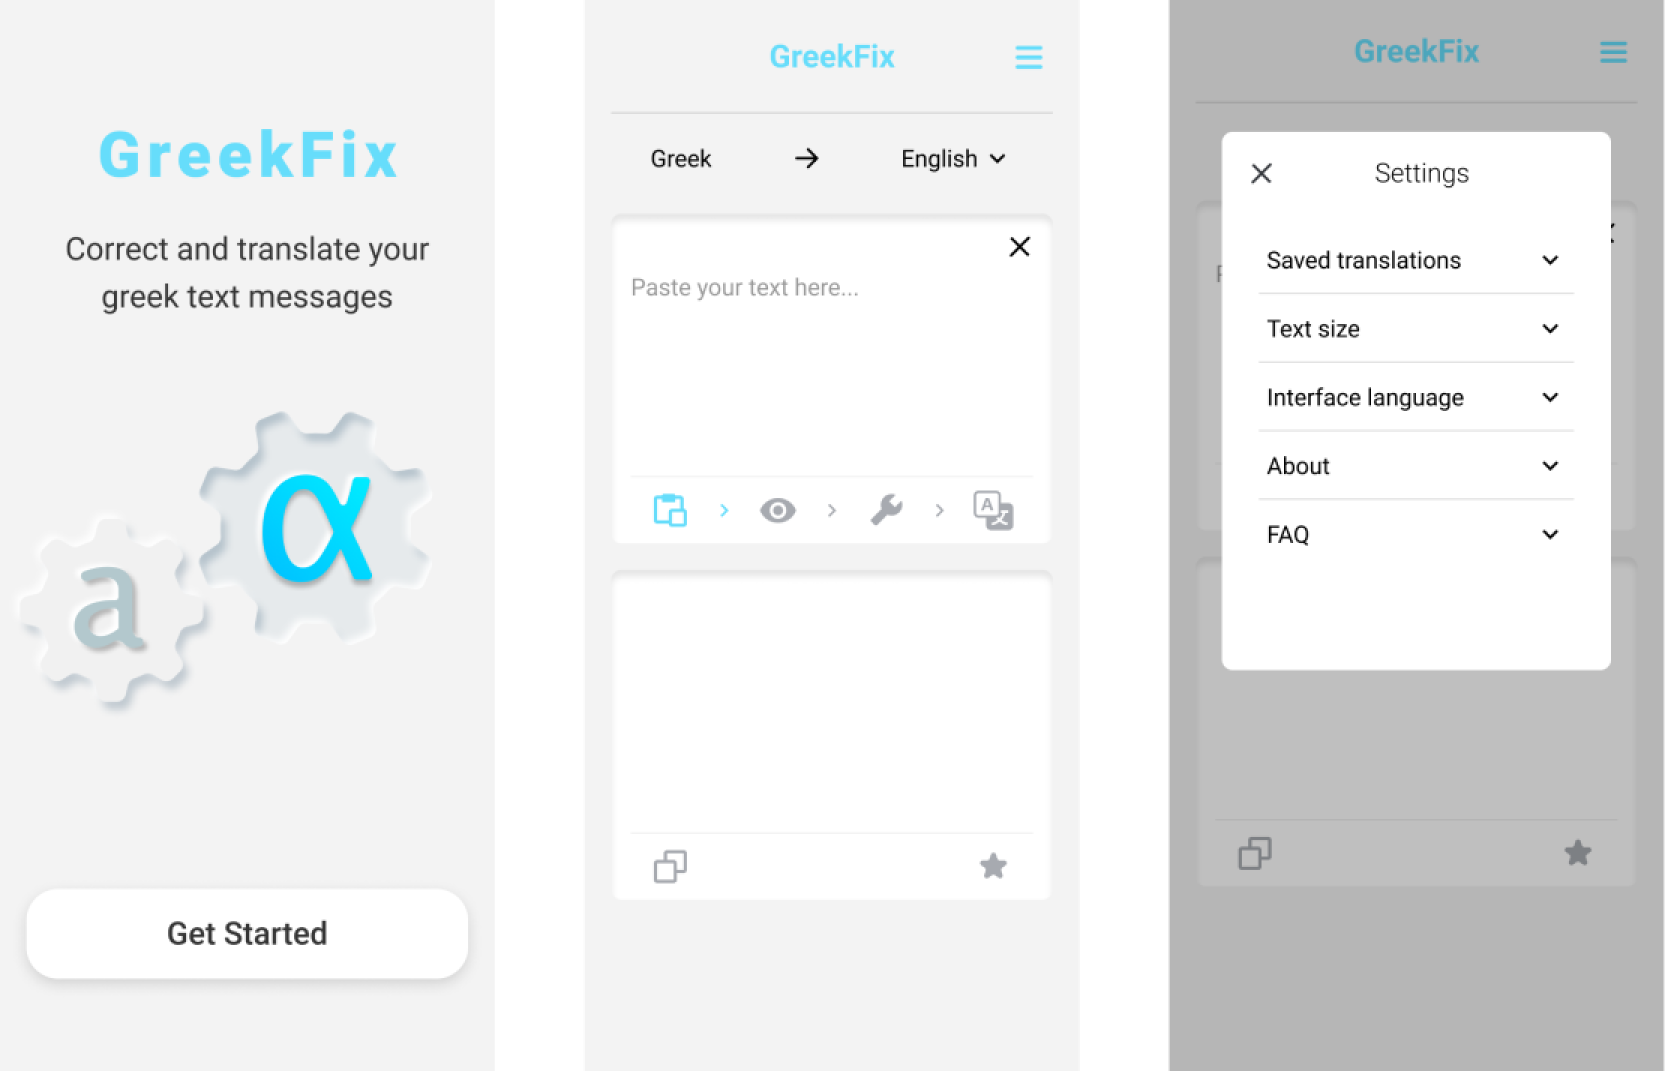 GreekFix
Correct and translate your
greek text messages
a
α
Get Started
GreekFix
Greek
English
Paste your text here...
A
文
GreekFix
Settings
Saved translations
Text size
Interface language
About
FAQ